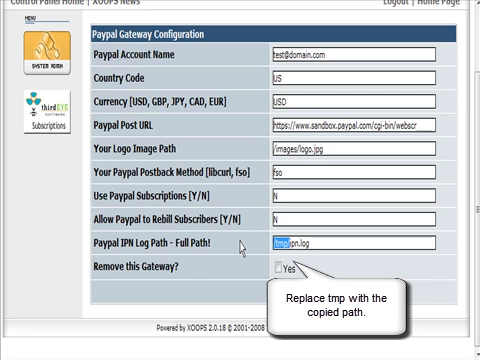 Control Panel Home | XOOPS News
Logout | Home Page
MENU
SYSTEM ADMIN
thirdEYE
SOFTWARE
Subscriptions
Paypal Gateway Configuration
Paypal Account Name test@domain.com
Country Code US
Currency [USD, GBP, JPY, CAD, EUR] USD
Paypal Post URL https://www.sandbox.paypal.com/cgi-bin/webscr
Your Logo Image Path /images/logo.jpg
Your Paypal Postback Method [libcurl, fso] fso
Use Paypal Subscriptions [Y/N] N
Allow Paypal to Rebill Subscribers [Y/N] N
Paypal IPN Log Path - Full Path! /tmp/ipn.log
Remove this Gateway? Yes
Replace tmp with the
copied path.
Powered by XOOPS 2.0.18 © 2001-2008